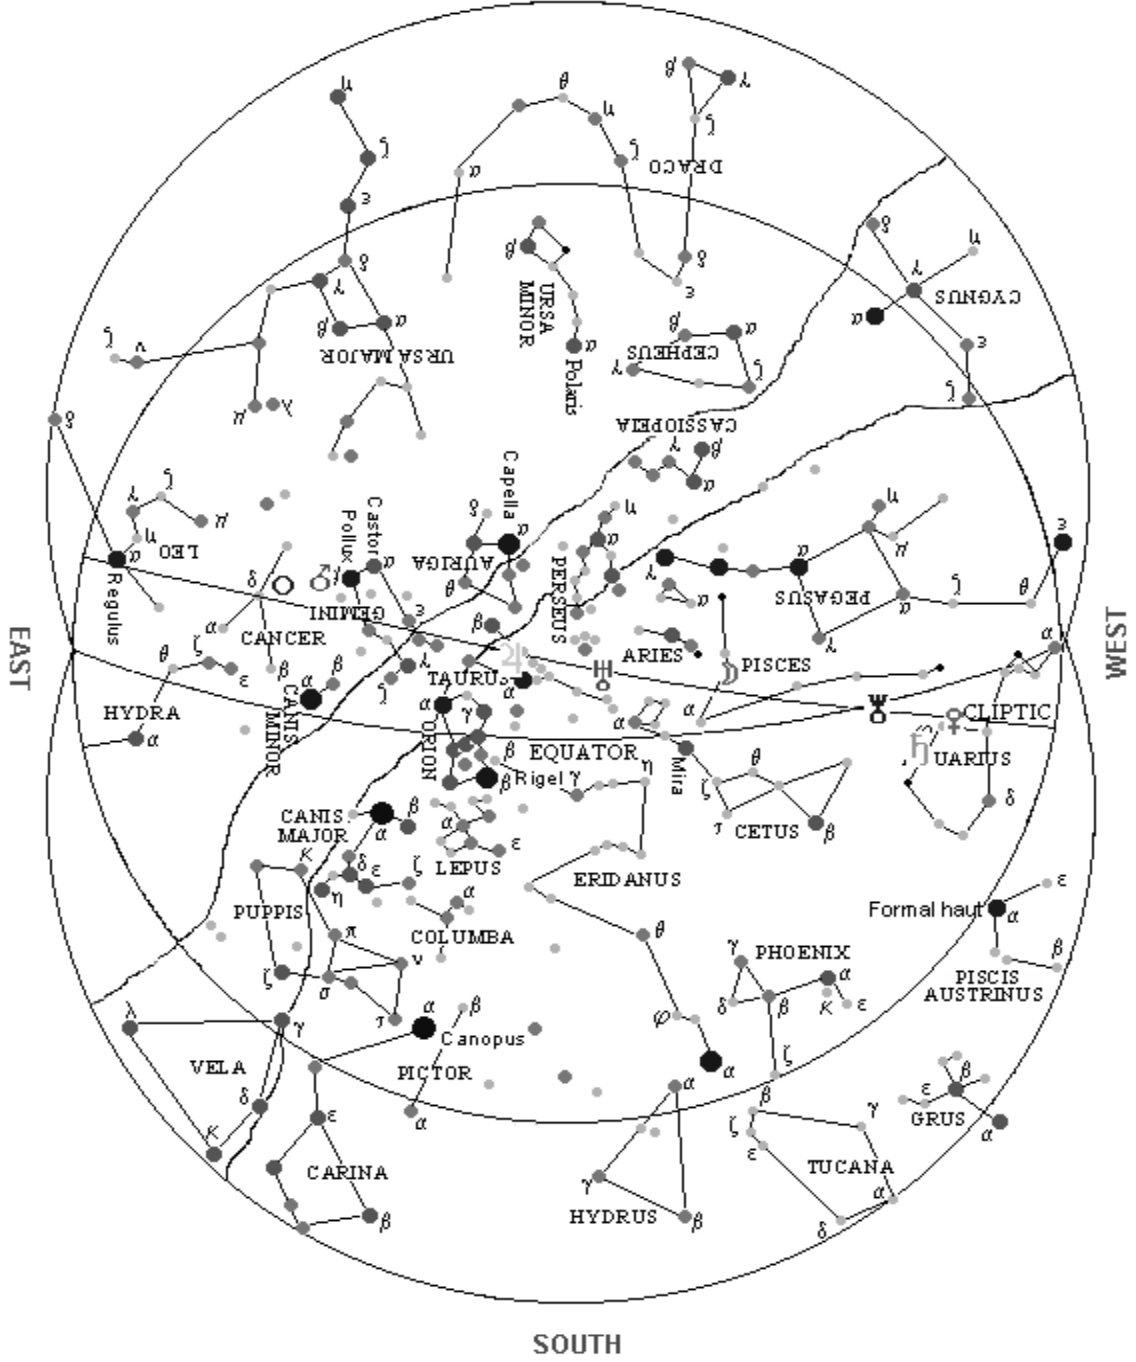 μ
θ
β
γ
η
ζ
ζ
ζ
DRACO
α
ε
δ
η
β
γ
δ
δ
ε
CYGNUS
α
URSA
MINOR
γ
β
α
URSA MAJOR
α
Polaris
β
α
CEPHEUS
γ
ζ
ε
ζ
ζ
ν
μ
λ
δ
CASSIOPEIA
γ
β
α
Capella
δ
α
AURIGA
θ
Castor
Pollux
α
GEMINI
ε
γ
ζ
ζ
γ
μ
η
α
LEO
Regulus
♂
δ
α
CANCER
β
η
PERSEUS
γ
α
α
PEGASUS
γ
η
μ
α
ζ
θ
ε
EAST
WEST
θ
ζ
ε
HYDRA
α
α
β
CANIS
MINOR
β
TAURUS
α
♃
♅
ARIES
PISCES
α
α
α
♆
♀
ECLIPTIC
♄
UARIUS
δ
ORION
γ
β
β
Rigel
EQUATOR
γ
η
Mira
ζ
θ
τ
CETUS
β
CANIS
MAJOR
α
β
α
ε
LEPUS
δ
ε
η
ζ
ERIDANUS
κ
PUPPIS
π
ν
ζ
σ
τ
α
COLUMBA
θ
φ
α
γ
PHOENIX
α
δ
β
κ
ε
ζ
Formal haut
α
ε
β
PISCIS
AUSTRINUS
λ
γ
VELA
δ
κ
α
Canopus
β
PICTOR
α
ε
CARINA
β
α
γ
HYDRUS
β
β
γ
ζ
ε
TUCANA
α
δ
β
ε
GRUS
α
SOUTH